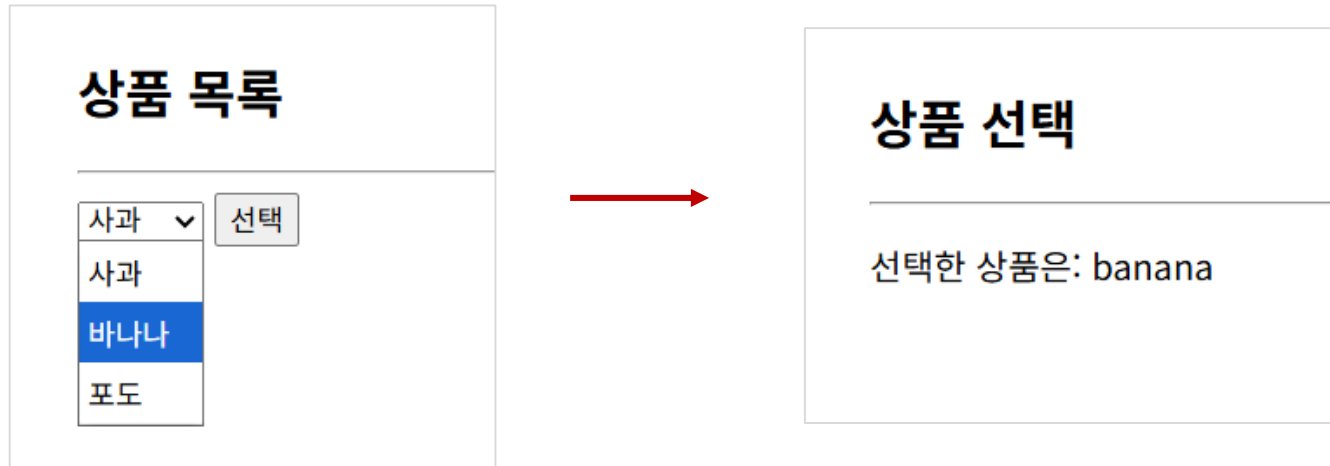 상품 목록
사과 선택
사과
바나나
포도
상품 선택
선택한 상품은: banana